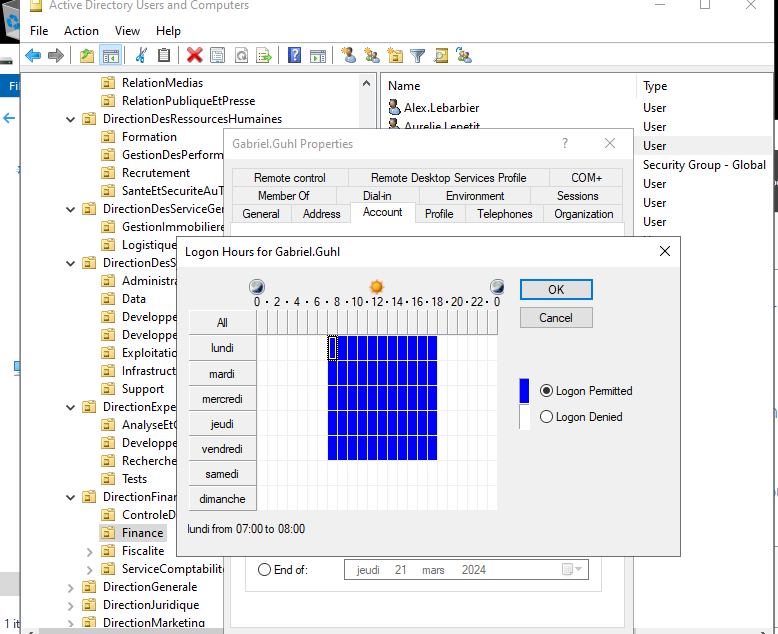 Active Directory Users and Computers
File Action View Help
Fi
RelationMedias
RelationPubliqueEtPresse
DirectionDesRessourcesHumaines
Formation
GestionDesPerform
Recrutement
SanteEtSecuriteAuT
DirectionDesServiceGer
GestionImmobiliere
Logistique
DirectionDesS
Administra
Data
Developpe
Developpe
Exploitatio
Infrastruct
Support
DirectionExpe
AnalyseEtC
Developpe
Recherche
Tests
DirectionFinar
ControleD
Finance
Fiscalite
ServiceComptabilit
DirectionGenerale
DirectionJuridique
DirectionMarketing
1 it
Name Type
Alex.Lebarbier User
Aurelie.Lepetit User
User
Security Group - Global
User
User
User
Gabriel.Guhl Properties ?
Remote control Remote Desktop Services Profile COM+
Member Of Dial-in Environment Sessions
General Address Account Profile Telephones Organization
Logon Hours for Gabriel.Guhl
0 · 2 · 4 · 6 · 8 · 10 · 12 · 14 · 16 · 18 · 20 · 22 · 0
All
lundi
mardi
mercredi
jeudi
vendredi
samedi
dimanche
OK
Cancel
Logon Permitted
Logon Denied
lundi from 07:00 to 08:00
End of: jeudi 21 mars 2024